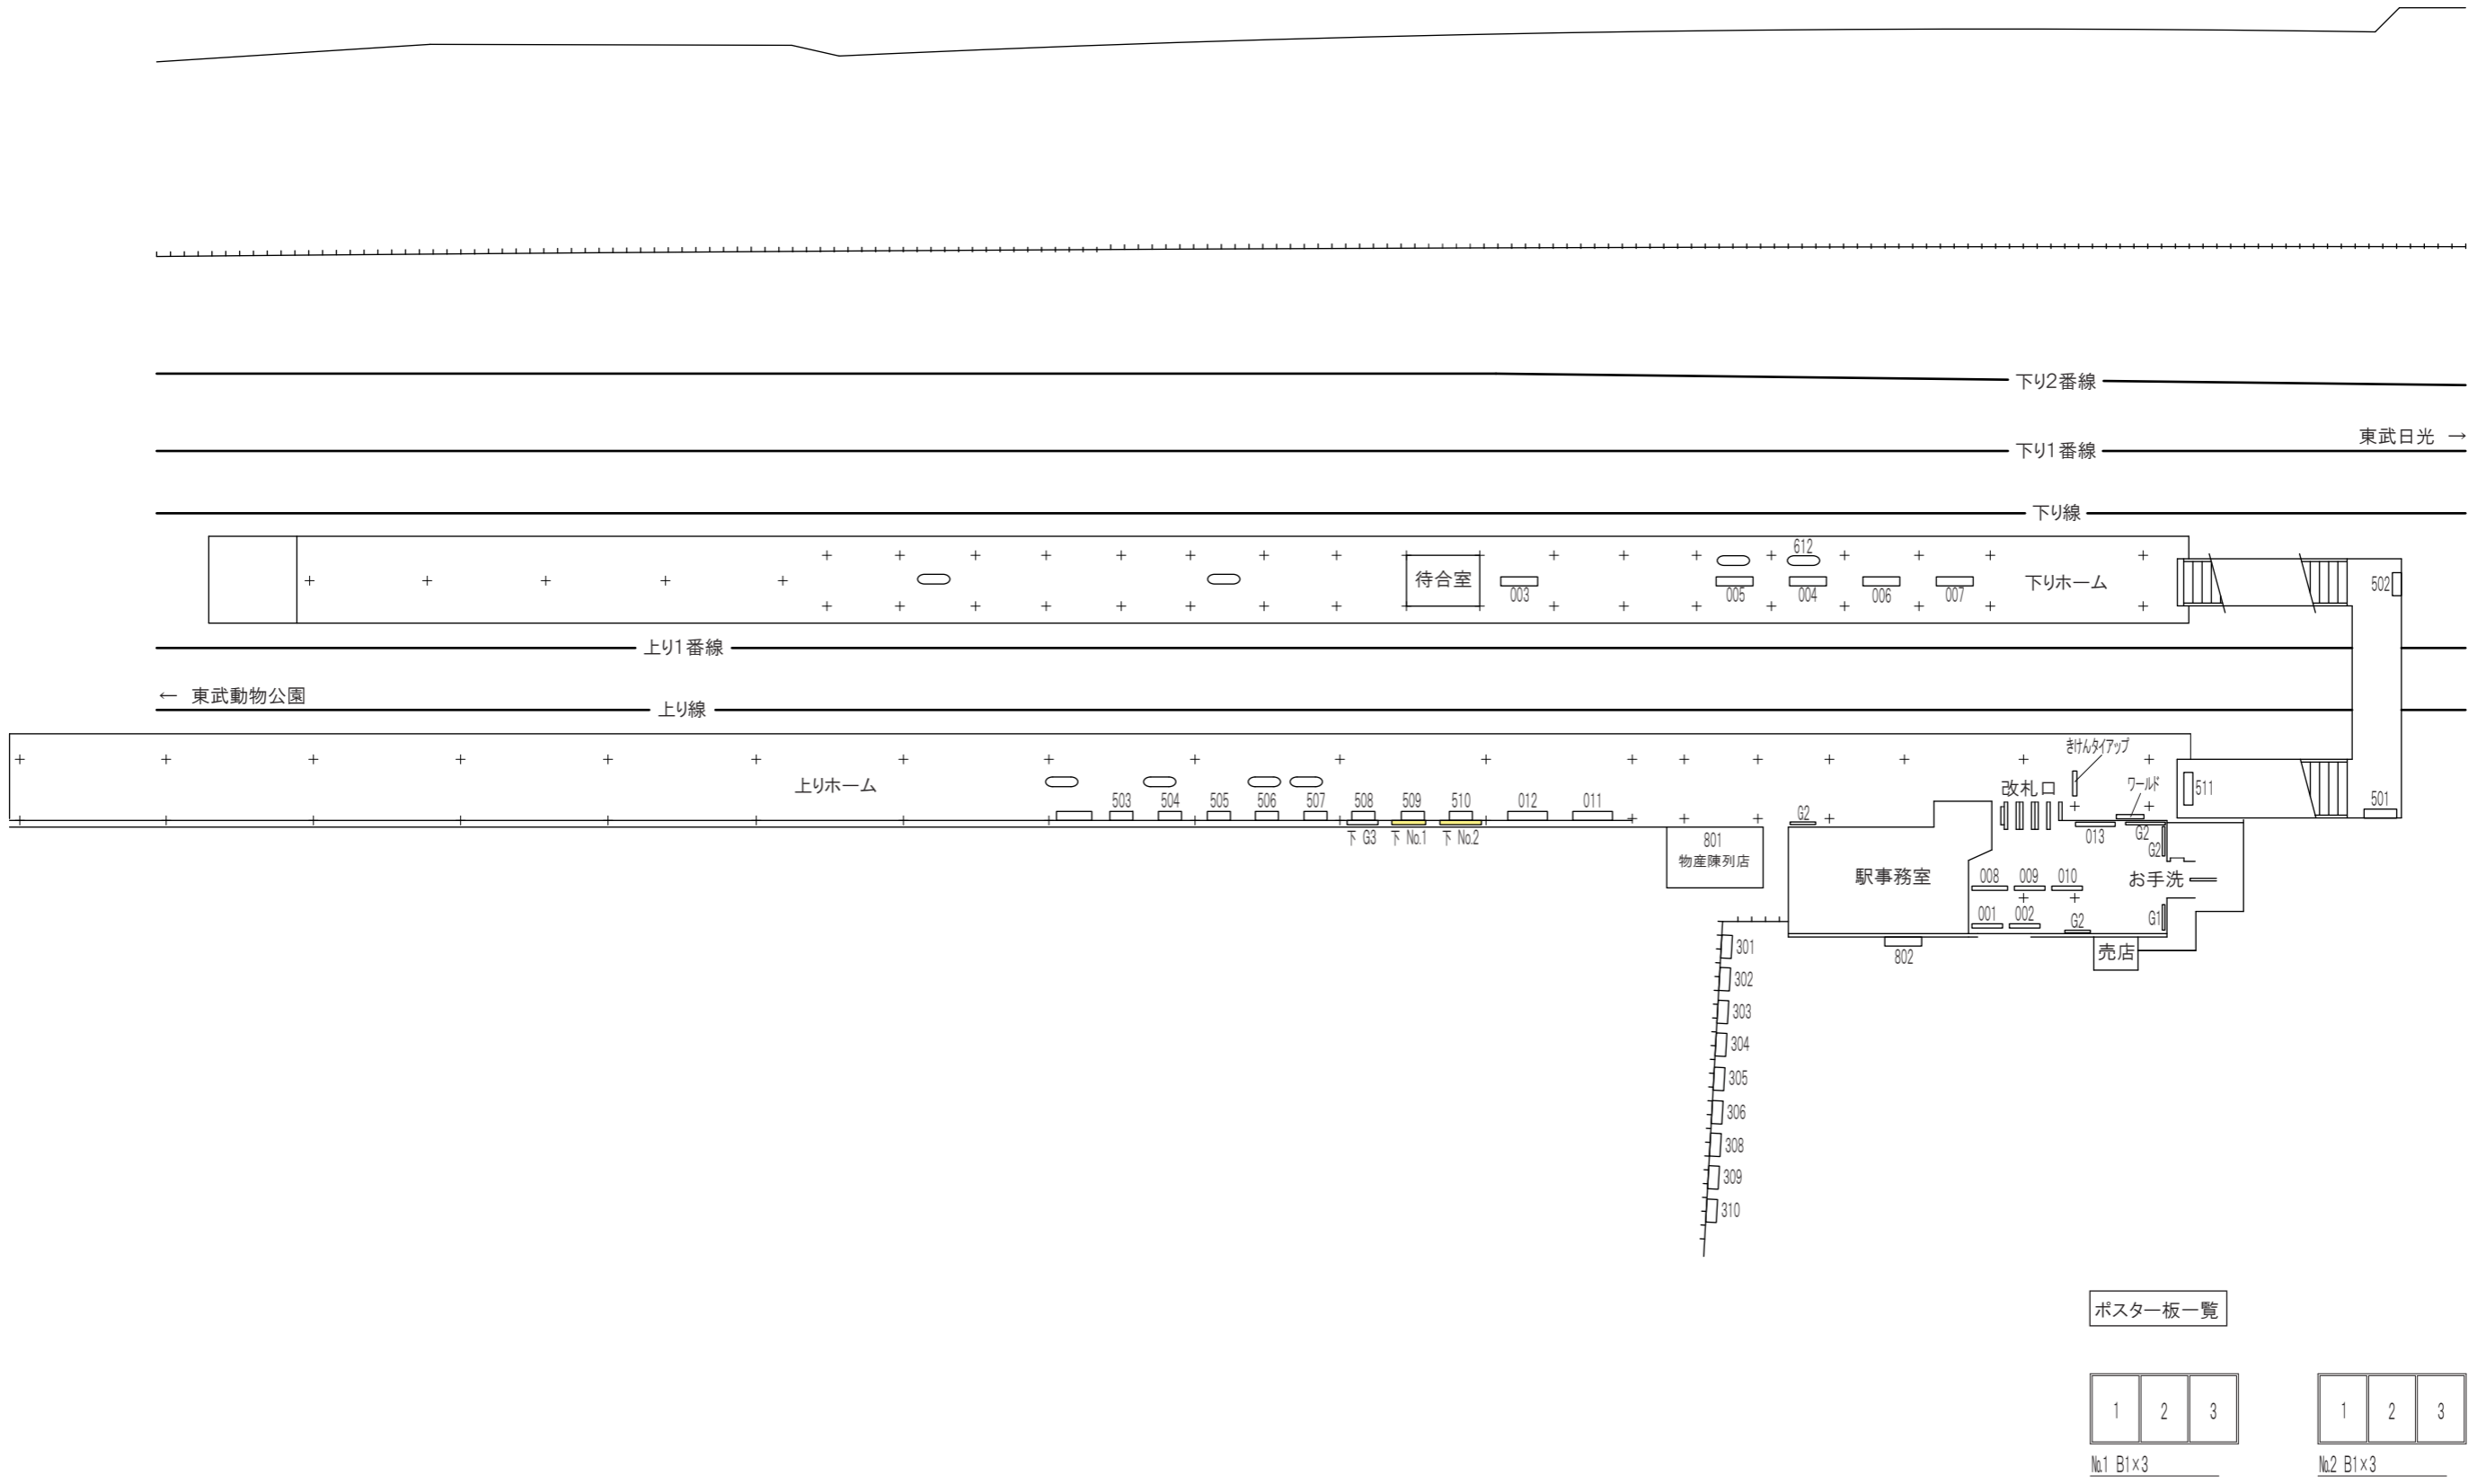 下り2番線
東武日光 →
下り1番線
下り線
612
待合室
003
005
004
006
007
下りホーム
502
上り1番線
← 東武動物公園
上り線
きけんタイアップ
ワールド
上りホーム
改札口
511
503
504
505
506
507
508
509
510
012
011
501
下 G3
下 No.1
下 No.2
G2
013
G2
G2
801
物産陳列店
駅事務室
008
009
010
お手洗
001
002
G2
G1
802
売店
301
302
303
304
305
306
308
309
310
ポスター板一覧
1 2 3
1 2 3
No.1 B1×3
No.2 B1×3